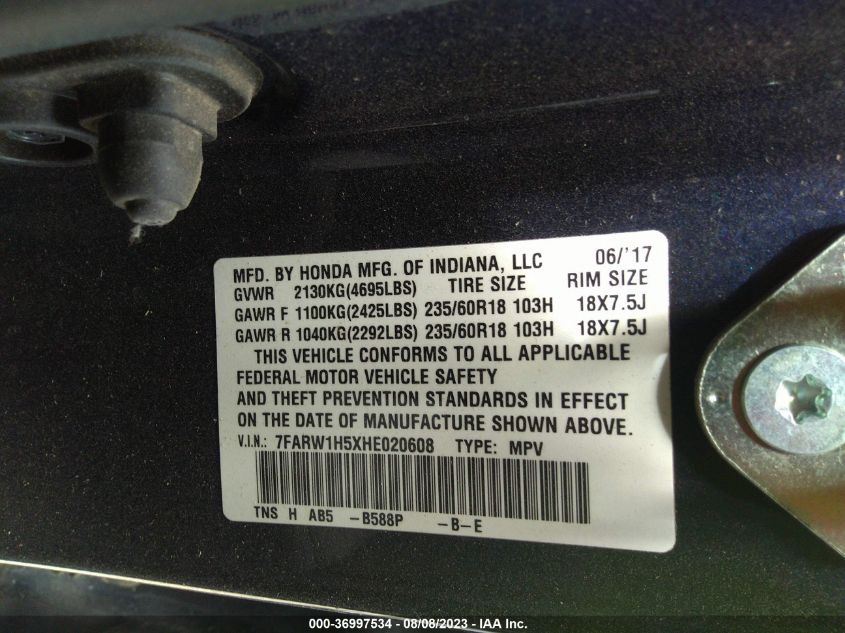 MFD. BY HONDA MFG. OF INDIANA, LLC 06/'17
GVWR 2130KG(4695LBS) TIRE SIZE RIM SIZE
GAWR F 1100KG(2425LBS) 235/60R18 103H 18X7.5J
GAWR R 1040KG(2292LBS) 235/60R18 103H 18X7.5J
THIS VEHICLE CONFORMS TO ALL APPLICABLE
FEDERAL MOTOR VEHICLE SAFETY
AND THEFT PREVENTION STANDARDS IN EFFECT
ON THE DATE OF MANUFACTURE SHOWN ABOVE.
V.I.N.: 7FARW1H5XHE020608 TYPE: MPV
TNS H AB5 -B588P -B-E
000-36997534 - 08/08/2023 - IAA Inc.